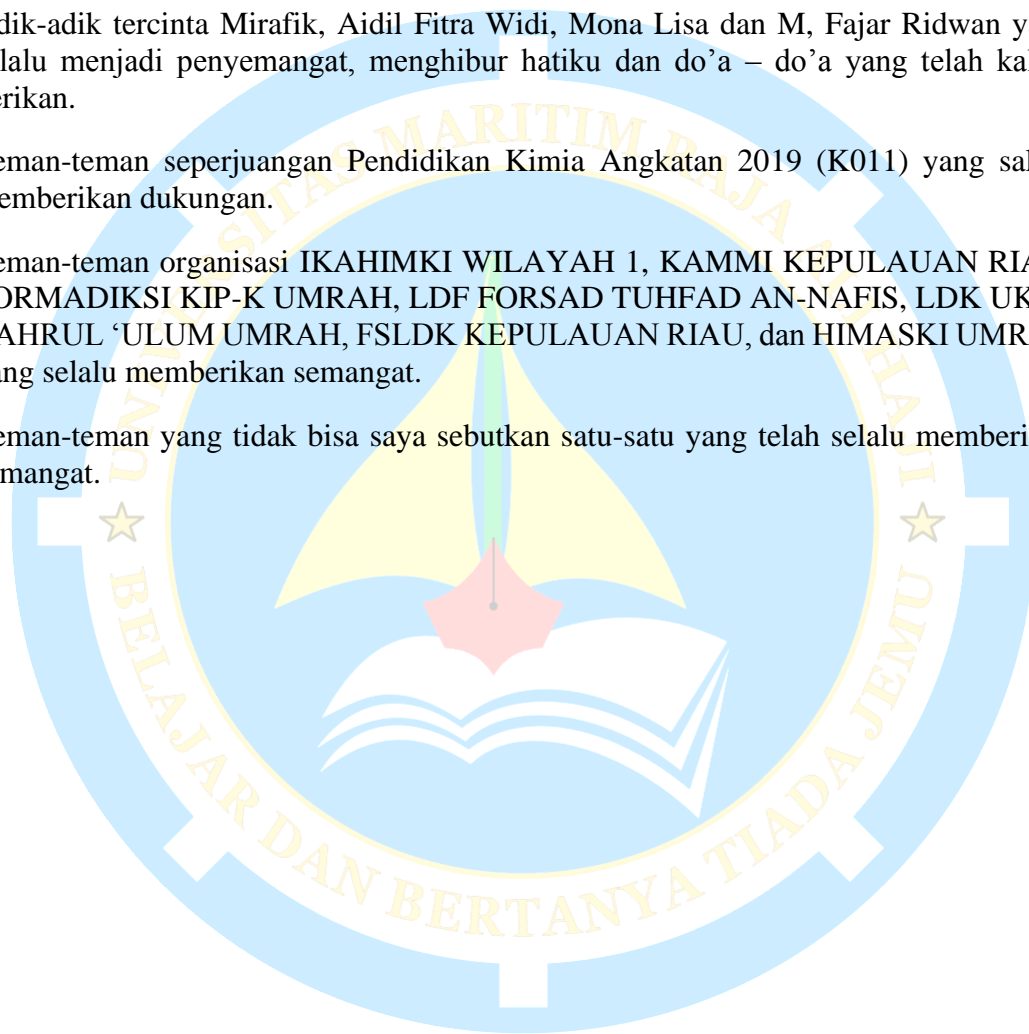 dik-adik tercinta Mirafik, Aidil Fitra Widi, Mona Lisa dan M, Fajar Ridwan y
lalu menjadi penyemangat, menghibur hatiku dan do’a – do’a yang telah kal
erikan.
eman-teman seperjuangan Pendidikan Kimia Angkatan 2019 (K011) yang sal
emberikan dukungan.
eman-teman organisasi IKAHIMKI WILAYAH 1, KAMMI KEPULAUAN RIA
ORMADIKSI KIP-K UMRAH, LDF FORSAD TUHFAD AN-NAFIS, LDK UK
AHRUL ‘ULUM UMRAH, FSLDK KEPULAUAN RIAU, dan HIMASKI UMRA
ang selalu memberikan semangat.
eman-teman yang tidak bisa saya sebutkan satu-satu yang telah selalu memberi
mangat.
UNIVERSITAS MARITIM RAJA ALI HAJI
BELAJAR DAN BERTANYA TIADA JEMU